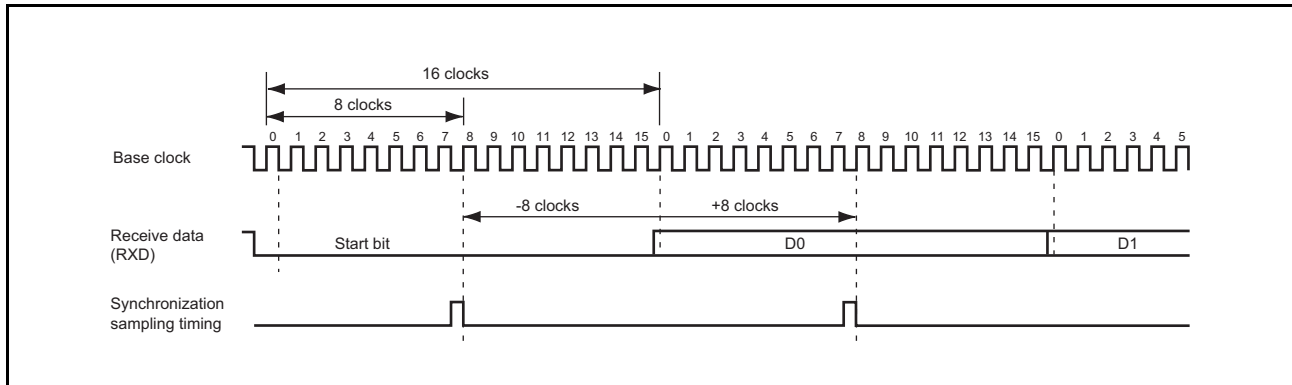 16 clocks
8 clocks
0 1 2 3 4 5 6 7 8 9 10 11 12 13 14 15 0 1 2 3 4 5 6 7 8 9 10 11 12 13 14 15 0 1 2 3 4 5
Base clock
-8 clocks +8 clocks
Receive data
(RXD)
Start bit D0 D1
Synchronization
sampling timing